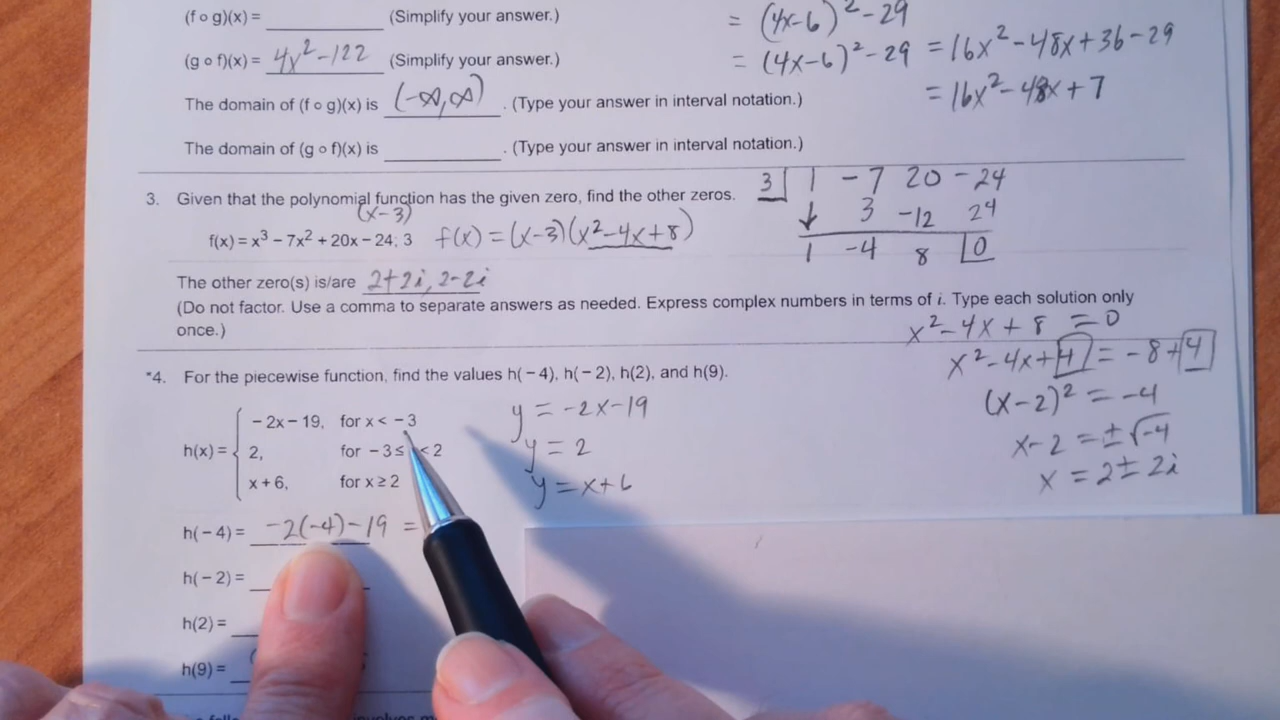 (f ∘ g)(x) = ________ (Simplify your answer.)
= (4x-6)² - 29
(g ∘ f)(x) = 4x² - 122 (Simplify your answer.)
= (4x-6)² - 29 = 16x² - 48x + 36 - 29
The domain of (f ∘ g)(x) is (-∞,∞) . (Type your answer in interval notation.)
= 16x² - 48x + 7
The domain of (g ∘ f)(x) is ________ . (Type your answer in interval notation.)
3. Given that the polynomial function has the given zero, find the other zeros.
3 | 1 -7 20 -24
(x-3)
↓ 3 -12 24
f(x) = x³ - 7x² + 20x - 24; 3 f(x) = (x-3)(x²-4x+8)
1 -4 8 |0
The other zero(s) is/are 2+2i, 2-2i
(Do not factor. Use a comma to separate answers as needed. Express complex numbers in terms of i. Type each solution only
once.)
x² - 4x + 8 = 0
x² - 4x + 4 = -8 + 4
(x-2)² = -4
x - 2 = ±√-4
x = 2 ± 2i
*4. For the piecewise function, find the values h(-4), h(-2), h(2), and h(9).
h(x) =
-2x - 19, for x < -3
2, for -3 ≤ < 2
x + 6, for x ≥ 2
y = -2x - 19
y = 2
y = x + 6
h(-4) = -2(-4) - 19 =
h(-2) =
h(2) =
h(9) =